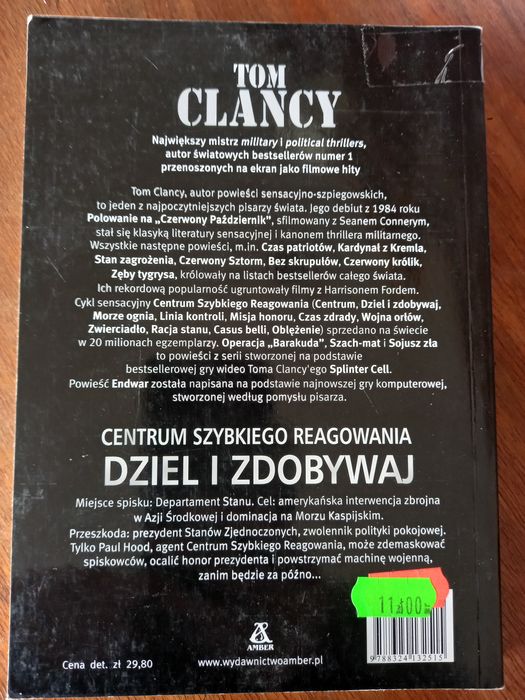 TOM
CLANCY
Największy mistrz military i political thrillers,
autor światowych bestsellerów numer 1
przenoszonych na ekran jako filmowe hity
Tom Clancy, autor powieści sensacyjno-szpiegowskich,
to jeden z najpoczytniejszych pisarzy świata. Jego debiut z 1984 roku
Polowanie na „Czerwony Październik”, sfilmowany z Seanem Connerym,
stał się klasyką literatury sensacyjnej i kanonem thrillera militarnego.
Wszystkie następne powieści, m.in. Czas patriotów, Kardynał z Kremla,
Stan zagrożenia, Czerwony Sztorm, Bez skrupułów, Czerwony królik,
Zęby tygrysa, królowały na listach bestsellerów całego świata.
Ich rekordową popularność ugruntowały filmy z Harrisonem Fordem.
Cykl sensacyjny Centrum Szybkiego Reagowania (Centrum, Dziel i zdobywaj,
Morze ognia, Linia kontroli, Misja honoru, Czas zdrady, Wojna orłów,
Zwierciadło, Racja stanu, Casus belli, Oblężenie) sprzedano na świecie
w 20 milionach egzemplarzy. Operacja „Barakuda”, Szach-mat i Sojusz zła
to powieści z serii stworzonej na podstawie
bestsellerowej gry wideo Toma Clancy'ego Splinter Cell.
Powieść Endwar została napisana na podstawie najnowszej gry komputerowej,
stworzonej według pomysłu pisarza.
CENTRUM SZYBKIEGO REAGOWANIA
DZIEL I ZDOBYWAJ
Miejsce spisku: Departament Stanu. Cel: amerykańska interwencja zbrojna
w Azji Środkowej i dominacja na Morzu Kaspijskim.
Przeszkoda: prezydent Stanów Zjednoczonych, zwolennik polityki pokojowej.
Tylko Paul Hood, agent Centrum Szybkiego Reagowania, może zdemaskować
spiskowców, ocalić honor prezydenta i powstrzymać machinę wojenną,
zanim będzie za późno...
11.00
AMBER
Cena det. zł 29,80
www.wydawnictwoamber.pl
9788324132515